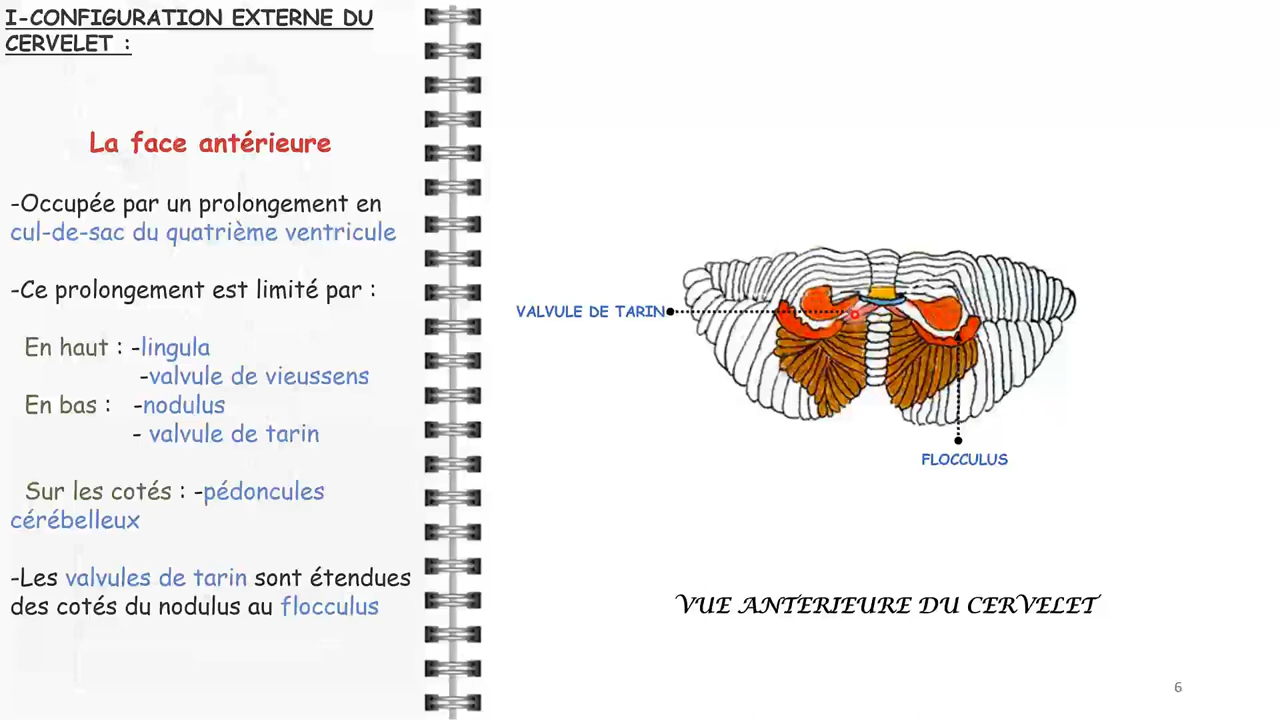 I-CONFIGURATION EXTERNE DU
CERVELET :
La face antérieure
-Occupée par un prolongement en
cul-de-sac du quatrième ventricule
-Ce prolongement est limité par :
En haut : -lingula
-valvule de vieussens
En bas : -nodulus
- valvule de tarin
Sur les cotés : -pédoncules
cérébelleux
-Les valvules de tarin sont étendues
des cotés du nodulus au flocculus
VALVULE DE TARIN
FLOCCULUS
VUE ANTERIEURE DU CERVELET
6